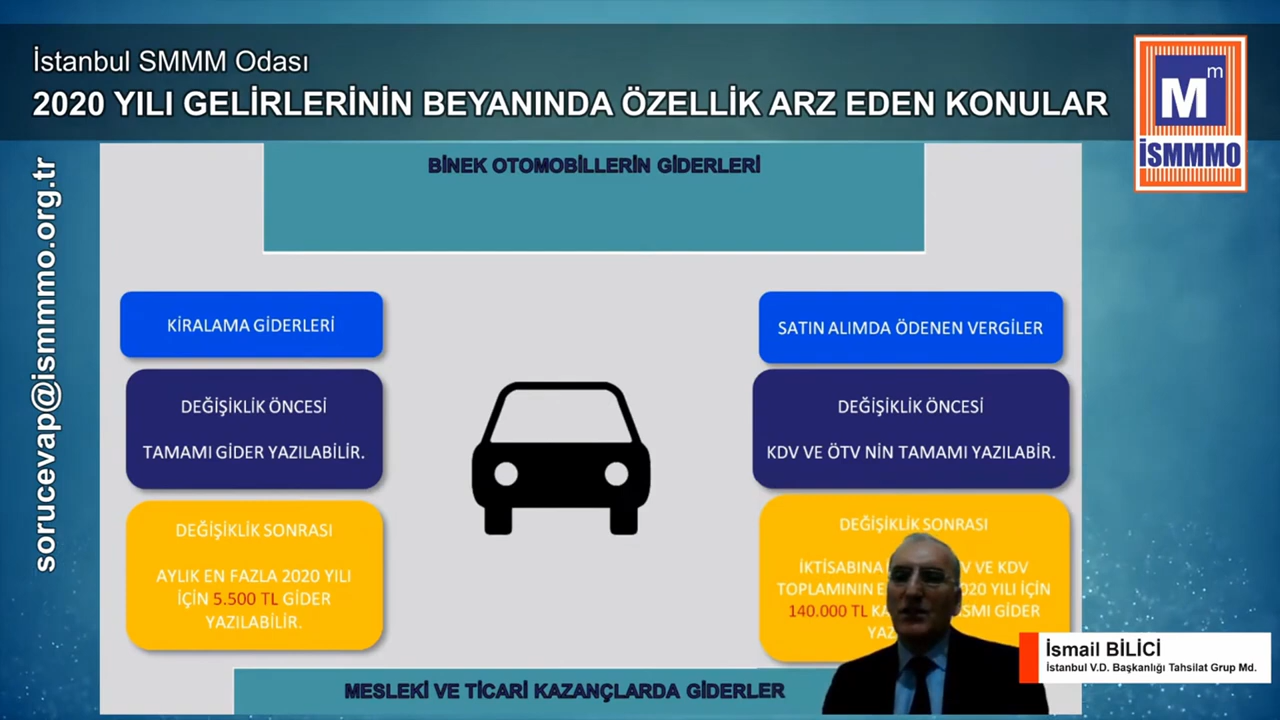 İstanbul SMMM Odası
2020 YILI GELİRLERİNİN BEYANINDA ÖZELLİK ARZ EDEN KONULAR
Mm
İSMMMO
sorucevap@ismmmo.org.tr
BİNEK OTOMOBİLLERİN GİDERLERİ
KİRALAMA GİDERLERİ
DEĞİŞİKLİK ÖNCESİ
TAMAMI GİDER YAZILABİLİR.
DEĞİŞİKLİK SONRASI
AYLIK EN FAZLA 2020 YILI
İÇİN 5.500 TL GİDER
YAZILABİLİR.
SATIN ALIMDA ÖDENEN VERGİLER
DEĞİŞİKLİK ÖNCESİ
KDV VE ÖTV NİN TAMAMI YAZILABİR.
DEĞİŞİKLİK SONRASI
İKTİSABINA VE KDV
TOPLAMININ 2020 YILI İÇİN
140.000 TL GİDER
İsmail BİLİCİ
İstanbul V.D. Başkanlığı Tahsilat Grup Md.
MESLEKİ VE TİCARİ KAZANÇLARDA GİDERLER